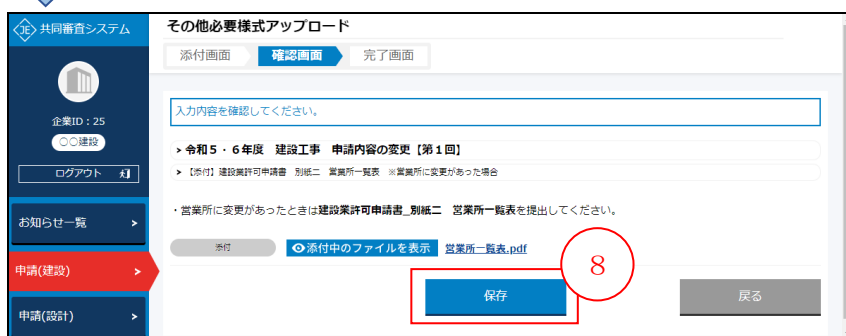 共同審査システム
企業ID：25
○○建設
ログアウト
お知らせ一覧 >
申請(建設) >
申請(設計) >
その他必要様式アップロード
添付画面 確認画面 完了画面
入力内容を確認してください。
> 令和５・６年度　建設工事　申請内容の変更【第１回】
> 【添付】建設業許可申請書　別紙二　営業所一覧表　※営業所に変更があった場合
・営業所に変更があったときは建設業許可申請書_別紙二　営業所一覧表を提出してください。
添付 添付中のファイルを表示 営業所一覧表.pdf
8
保存 戻る